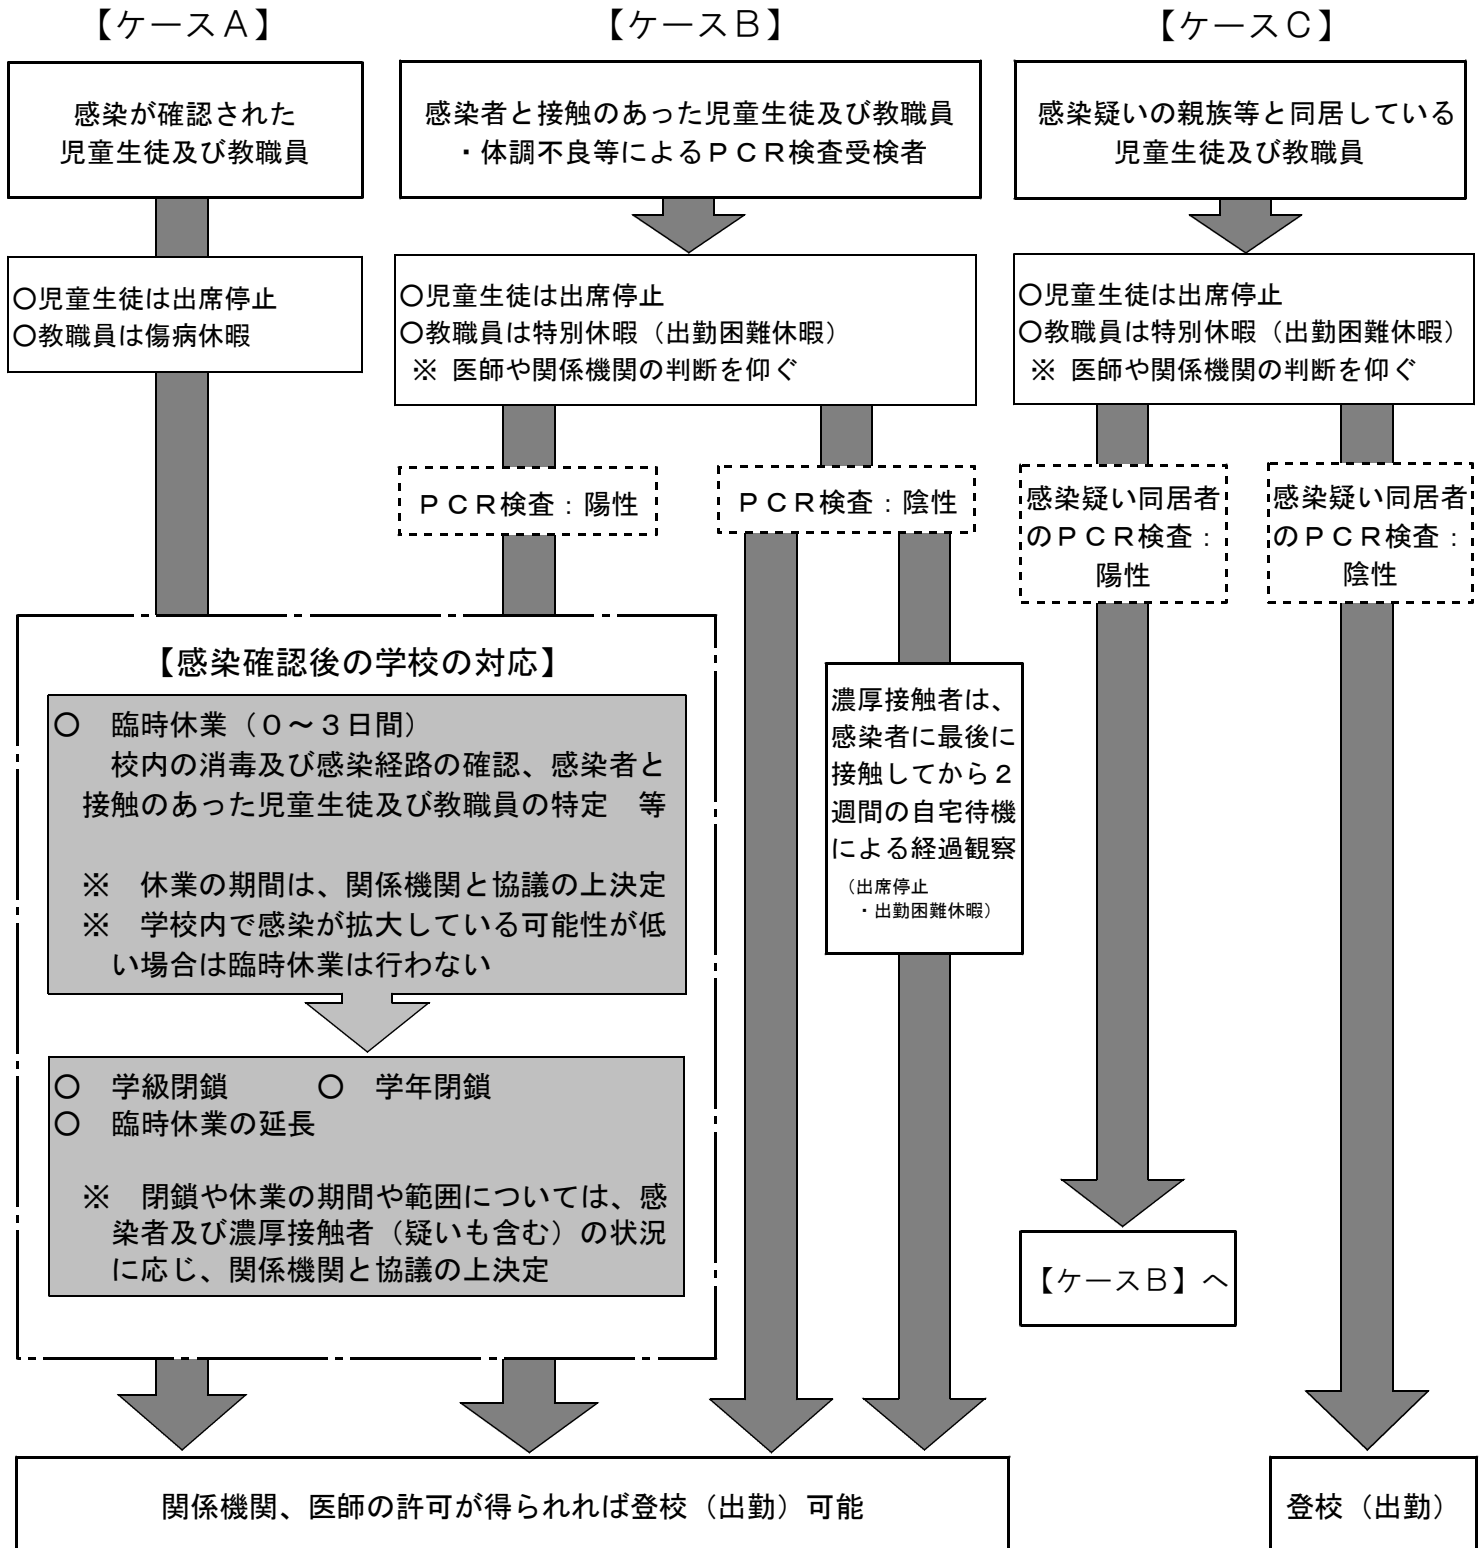 【ケースA】
感染が確認された
児童生徒及び教職員
〇児童生徒は出席停止
〇教職員は傷病休暇
【ケースB】
感染者と接触のあった児童生徒及び教職員
・体調不良等によるPCR検査受検者
〇児童生徒は出席停止
〇教職員は特別休暇（出勤困難休暇）
※ 医師や関係機関の判断を仰ぐ
PCR検査：陽性
PCR検査：陰性
【ケースC】
感染疑いの親族等と同居している
児童生徒及び教職員
〇児童生徒は出席停止
〇教職員は特別休暇（出勤困難休暇）
※ 医師や関係機関の判断を仰ぐ
感染疑い同居者
のPCR検査：
陽性
感染疑い同居者
のPCR検査：
陰性
【感染確認後の学校の対応】
〇　臨時休業（0～3日間）
校内の消毒及び感染経路の確認、感染者と
接触のあった児童生徒及び教職員の特定　等
※　休業の期間は、関係機関と協議の上決定
※　学校内で感染が拡大している可能性が低
い場合は臨時休業は行わない
〇　学級閉鎖　　　〇　学年閉鎖
〇　臨時休業の延長
※　閉鎖や休業の期間や範囲については、感
染者及び濃厚接触者（疑いも含む）の状況
に応じ、関係機関と協議の上決定
濃厚接触者は、
感染者に最後に
接触してから2
週間の自宅待機
による経過観察
（出席停止
・出勤困難休暇）
【ケースB】へ
関係機関、医師の許可が得られれば登校（出勤）可能
登校（出勤）